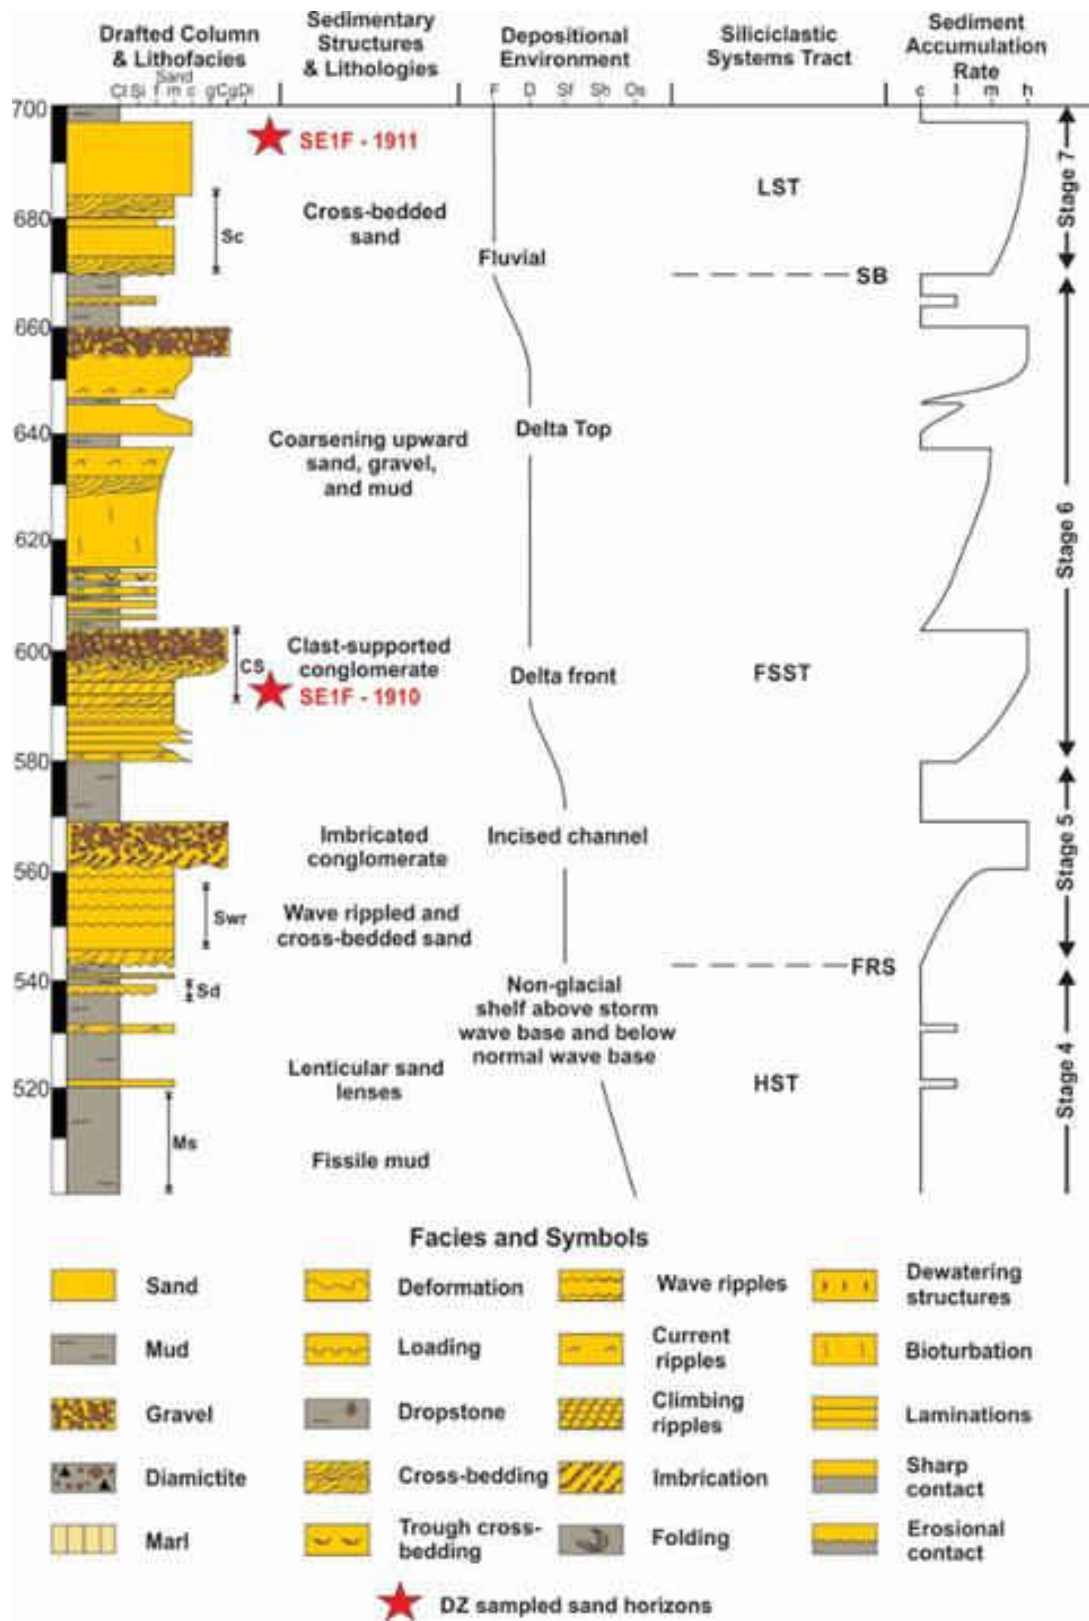 Drafted Column
& Lithofacies
Sedimentary
Structures
& Lithologies
Depositional
Environment
Siliciclastic
Systems Tract
Sediment
Accumulation
Rate
Sand
Cl Si f m c g Cg Di
F D Sf Sh Os
c l m h
700
680
660
640
620
600
580
560
540
520
SE1F - 1911
Sc
Cross-bedded
sand
Fluvial
LST
SB
Stage 7
Coarsening upward
sand, gravel,
and mud
Delta Top
Stage 6
CS
Clast-supported
conglomerate
SE1F - 1910
Delta front
FSST
Imbricated
conglomerate
Incised channel
Stage 5
Swr
Wave rippled and
cross-bedded sand
FRS
Sd
Non-glacial
shelf above storm
wave base and below
normal wave base
Lenticular sand
lenses
HST
Stage 4
Ms
Fissile mud
Facies and Symbols
Sand
Deformation
Wave ripples
Dewatering
structures
Mud
Loading
Current
ripples
Bioturbation
Gravel
Dropstone
Climbing
ripples
Laminations
Diamictite
Cross-bedding
Imbrication
Sharp
contact
Marl
Trough cross-
bedding
Folding
Erosional
contact
DZ sampled sand horizons